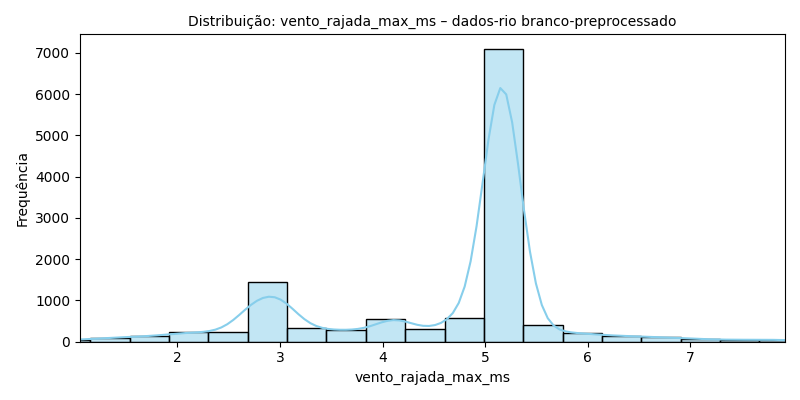 Distribuição: vento_rajada_max_ms – dados-rio branco-preprocessado
Frequência
7000
6000
5000
4000
3000
2000
1000
0
2 3 4 5 6 7
vento_rajada_max_ms